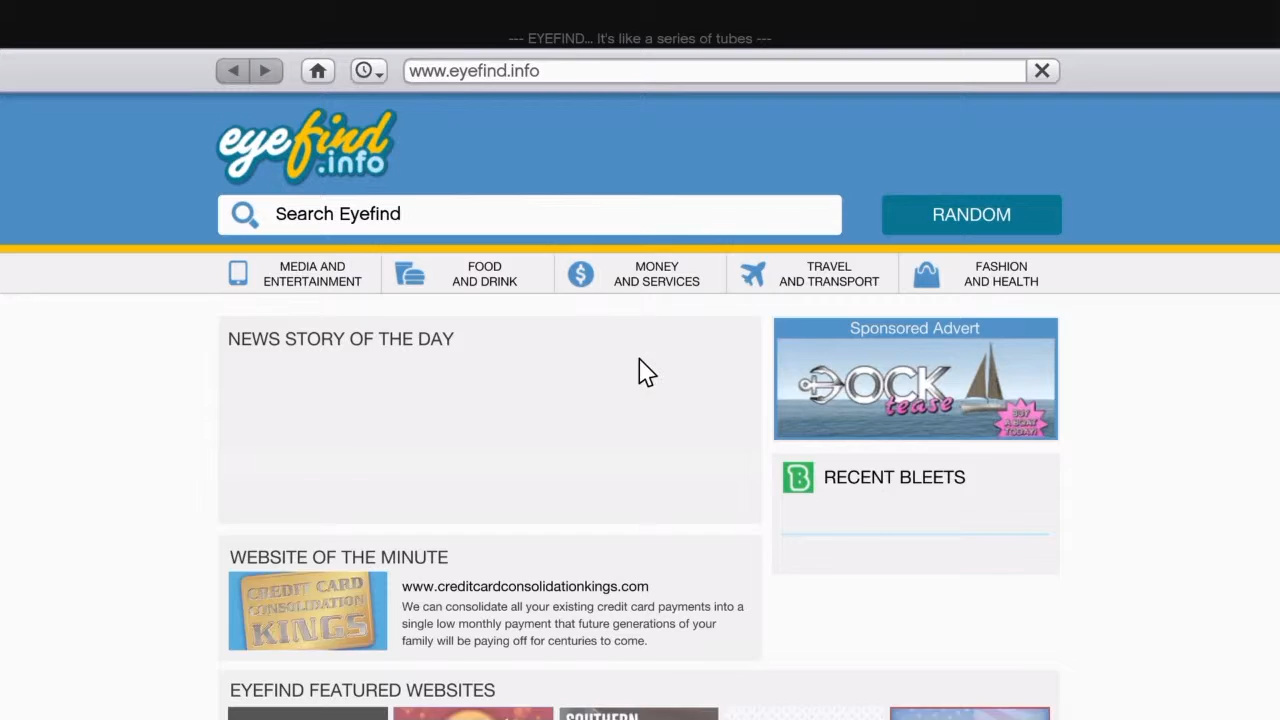 --- EYEFIND... It's like a series of tubes ---
www.eyefind.info
eyefind
.info
Search Eyefind
RANDOM
MEDIA AND
ENTERTAINMENT
FOOD
AND DRINK
MONEY
AND SERVICES
TRAVEL
AND TRANSPORT
FASHION
AND HEALTH
NEWS STORY OF THE DAY
Sponsored Advert
DOCK
tease
BUY
A BOAT
TODAY!
B
RECENT BLEETS
WEBSITE OF THE MINUTE
CREDIT CARD
CONSOLIDATION
KINGS
www.creditcardconsolidationkings.com
We can consolidate all your existing credit card payments into a
single low monthly payment that future generations of your
family will be paying off for centuries to come.
EYEFIND FEATURED WEBSITES
SOUTHERN